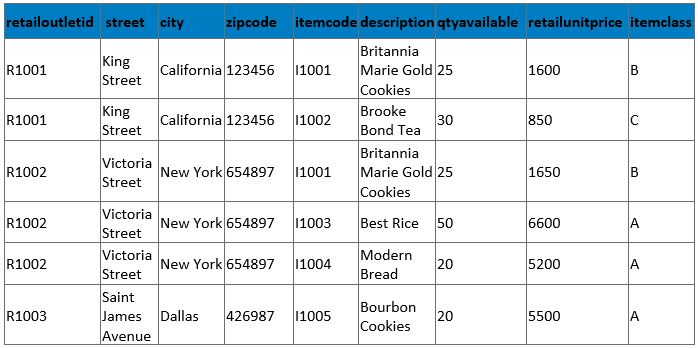 retailoutletid street city zipcode itemcode description qtyavailable retailunitprice itemclass
R1001 King Street California 123456 I1001 Britannia Marie Gold Cookies 25 1600 B
R1001 King Street California 123456 I1002 Brooke Bond Tea 30 850 C
R1002 Victoria Street New York 654897 I1001 Britannia Marie Gold Cookies 25 1650 B
R1002 Victoria Street New York 654897 I1003 Best Rice 50 6600 A
R1002 Victoria Street New York 654897 I1004 Modern Bread 20 5200 A
R1003 Saint James Avenue Dallas 426987 I1005 Bourbon Cookies 20 5500 A